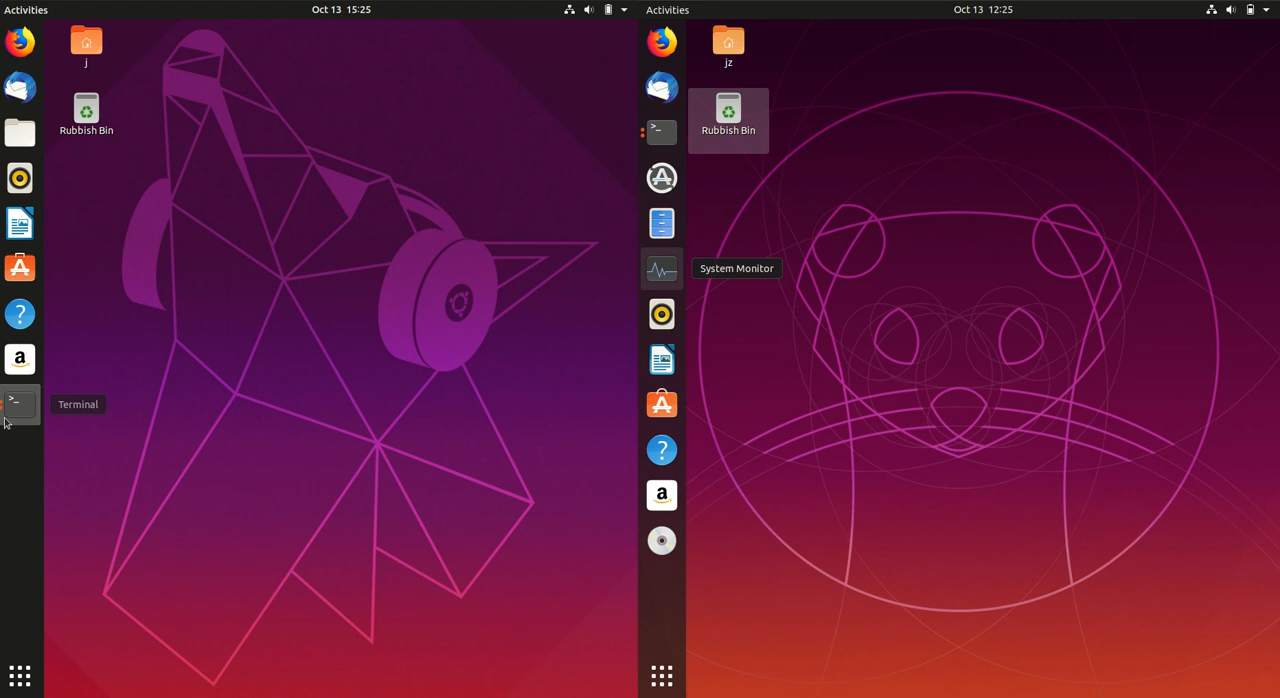 Activities
Oct 13 15:25
j
Rubbish Bin
Terminal
Activities
Oct 13 12:25
jz
Rubbish Bin
System Monitor